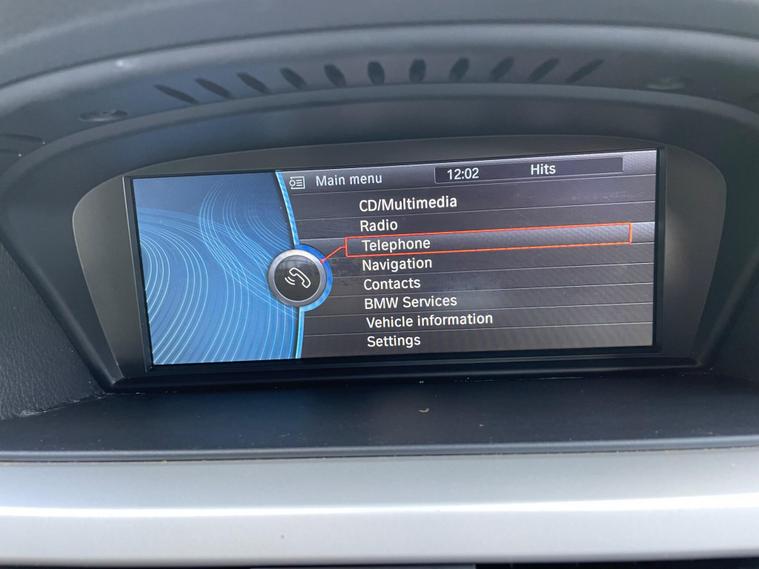 Main menu 12:02 Hits
CD/Multimedia
Radio
Telephone
Navigation
Contacts
BMW Services
Vehicle information
Settings